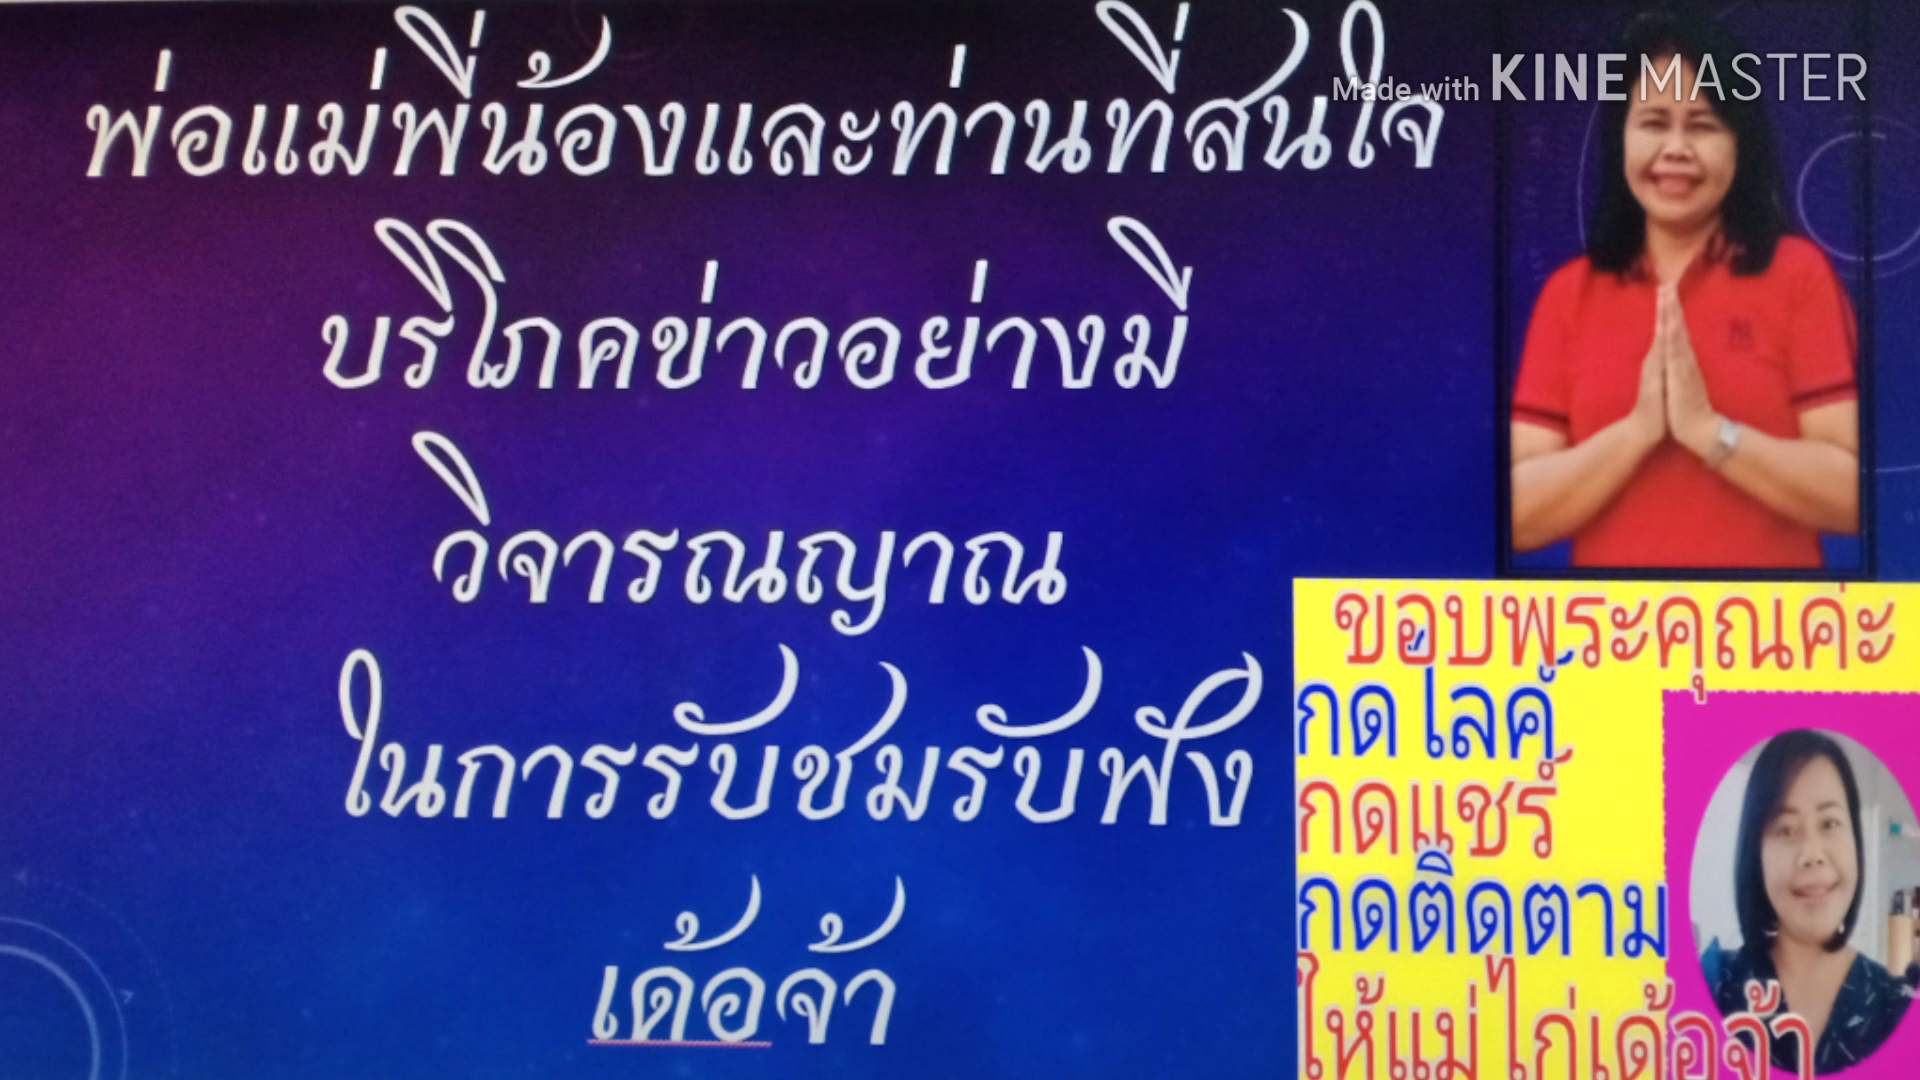 Made with KINEMASTER
พ่อแม่พี่น้องและท่านที่สนใจ
บริโภคข่าวอย่างมี
วิจารณญาณ
ในการรับชมรับฟัง
เด้อจ้า
ขอบพระคุณค่ะ
กดไลค์
กดแชร์
กดติดตาม
ให้แม่ไก่เด้อจ้า